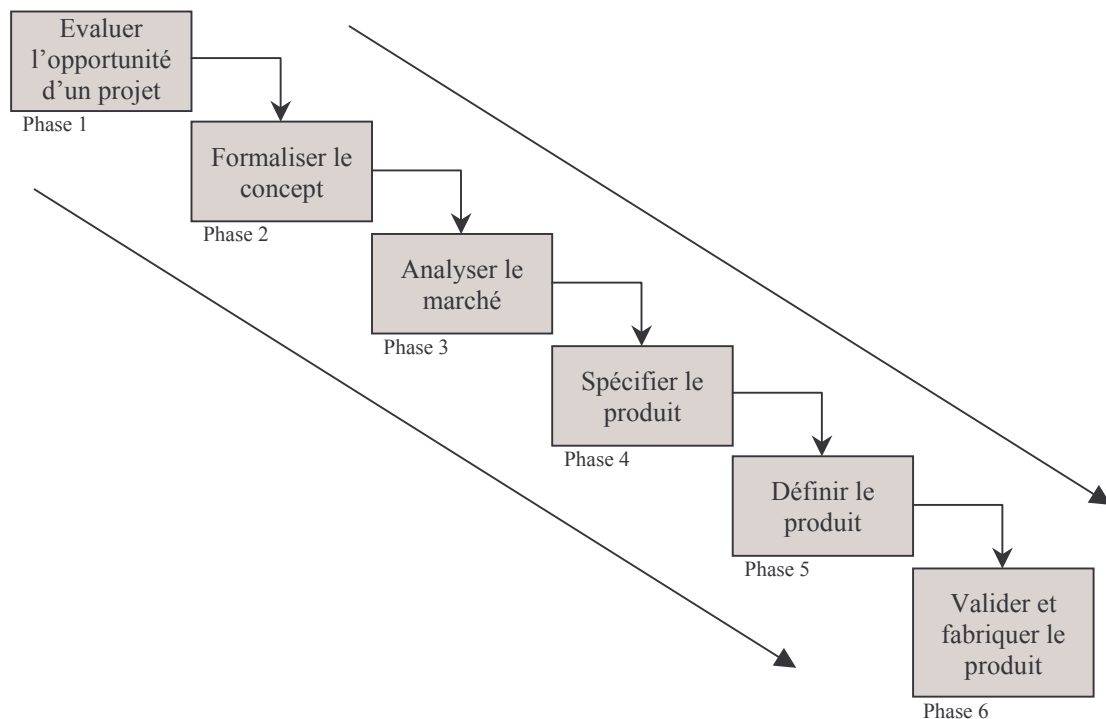 Evaluer
l’opportunité
d’un projet
Phase 1
Formaliser le
concept
Phase 2
Analyser le
marché
Phase 3
Spécifier le
produit
Phase 4
Définir le
produit
Phase 5
Valider et
fabriquer le
produit
Phase 6